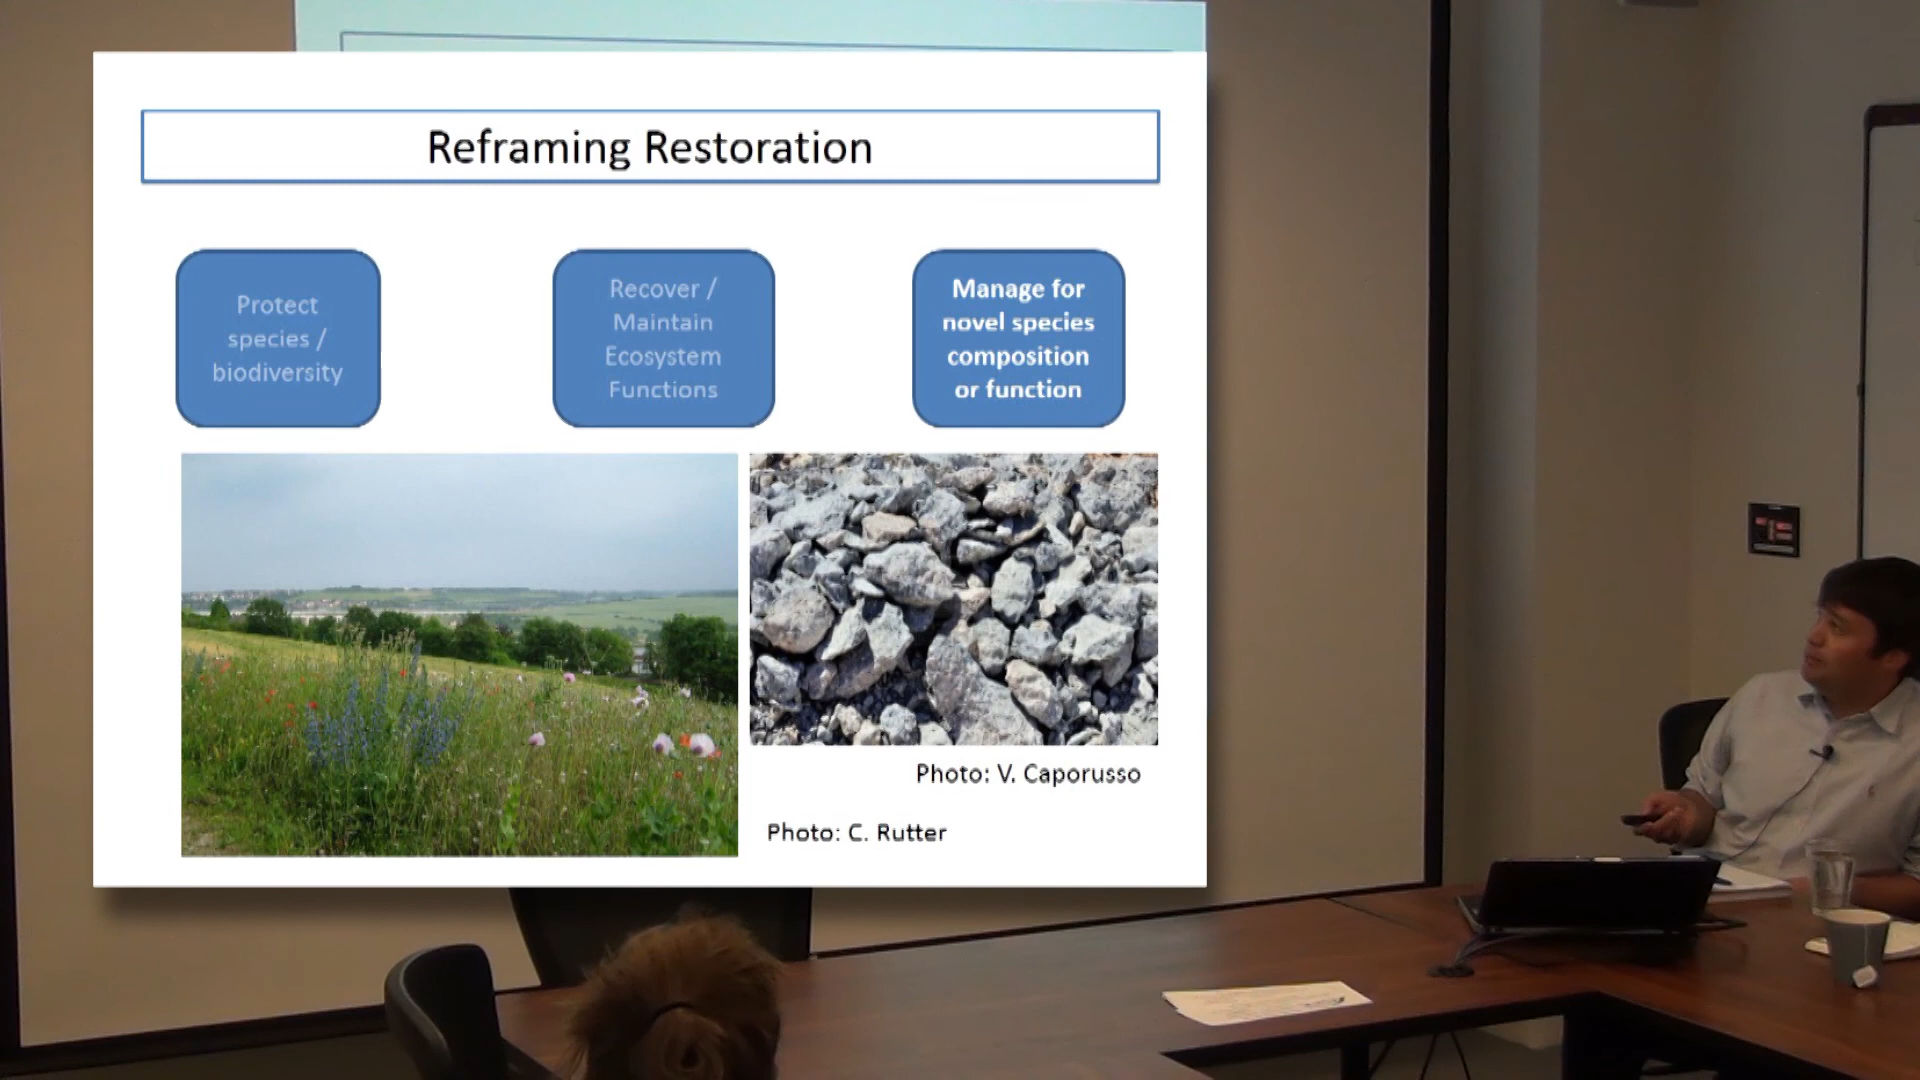 Reframing Restoration
Protect
species /
biodiversity
Recover /
Maintain
Ecosystem
Functions
Manage for
novel species
composition
or function
Photo: V. Caporusso
Photo: C. Rutter